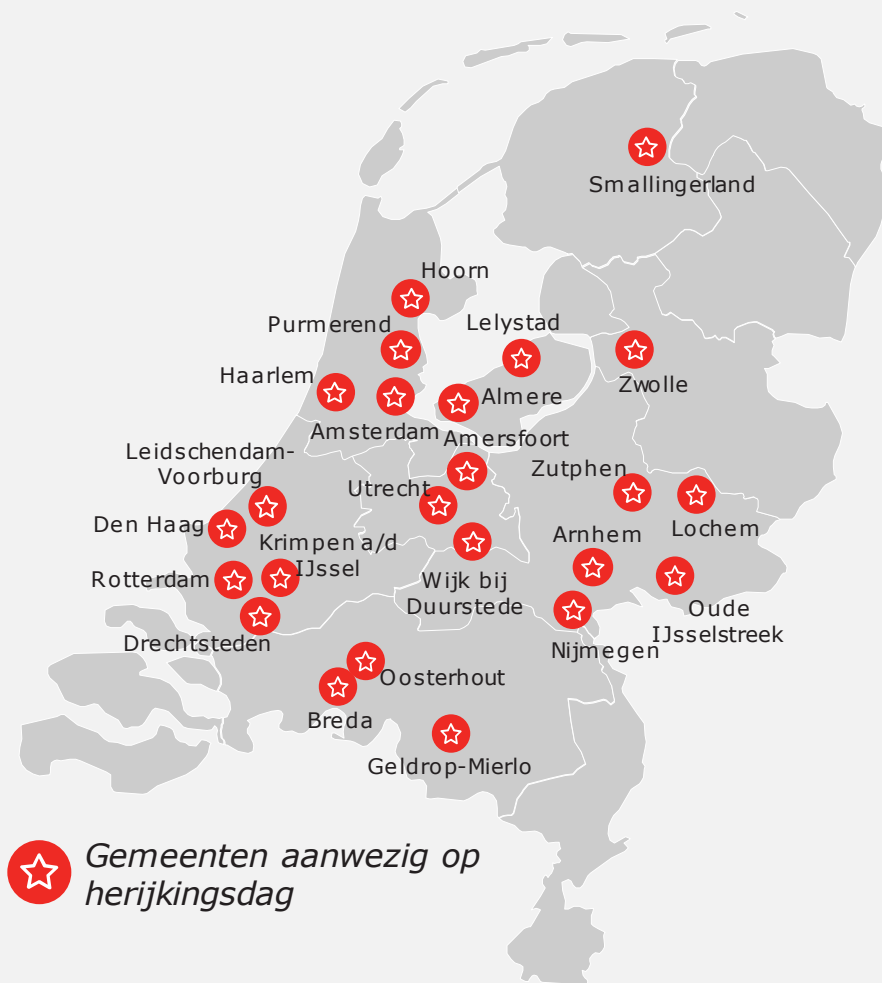 Smallingerland
Hoorn
Purmerend
Lelystad
Haarlem
Zwolle
Almere
Amsterdam
Amersfoort
Leidschendam-
Voorburg
Zutphen
Utrecht
Den Haag
Lochem
Arnhem
Krimpen a/d
IJssel
Rotterdam
Wijk bij
Duurstede
Oude
IJsselstreek
Drechtsteden
Nijmegen
Oosterhout
Breda
Geldrop-Mierlo
Gemeenten aanwezig op
herijkingsdag